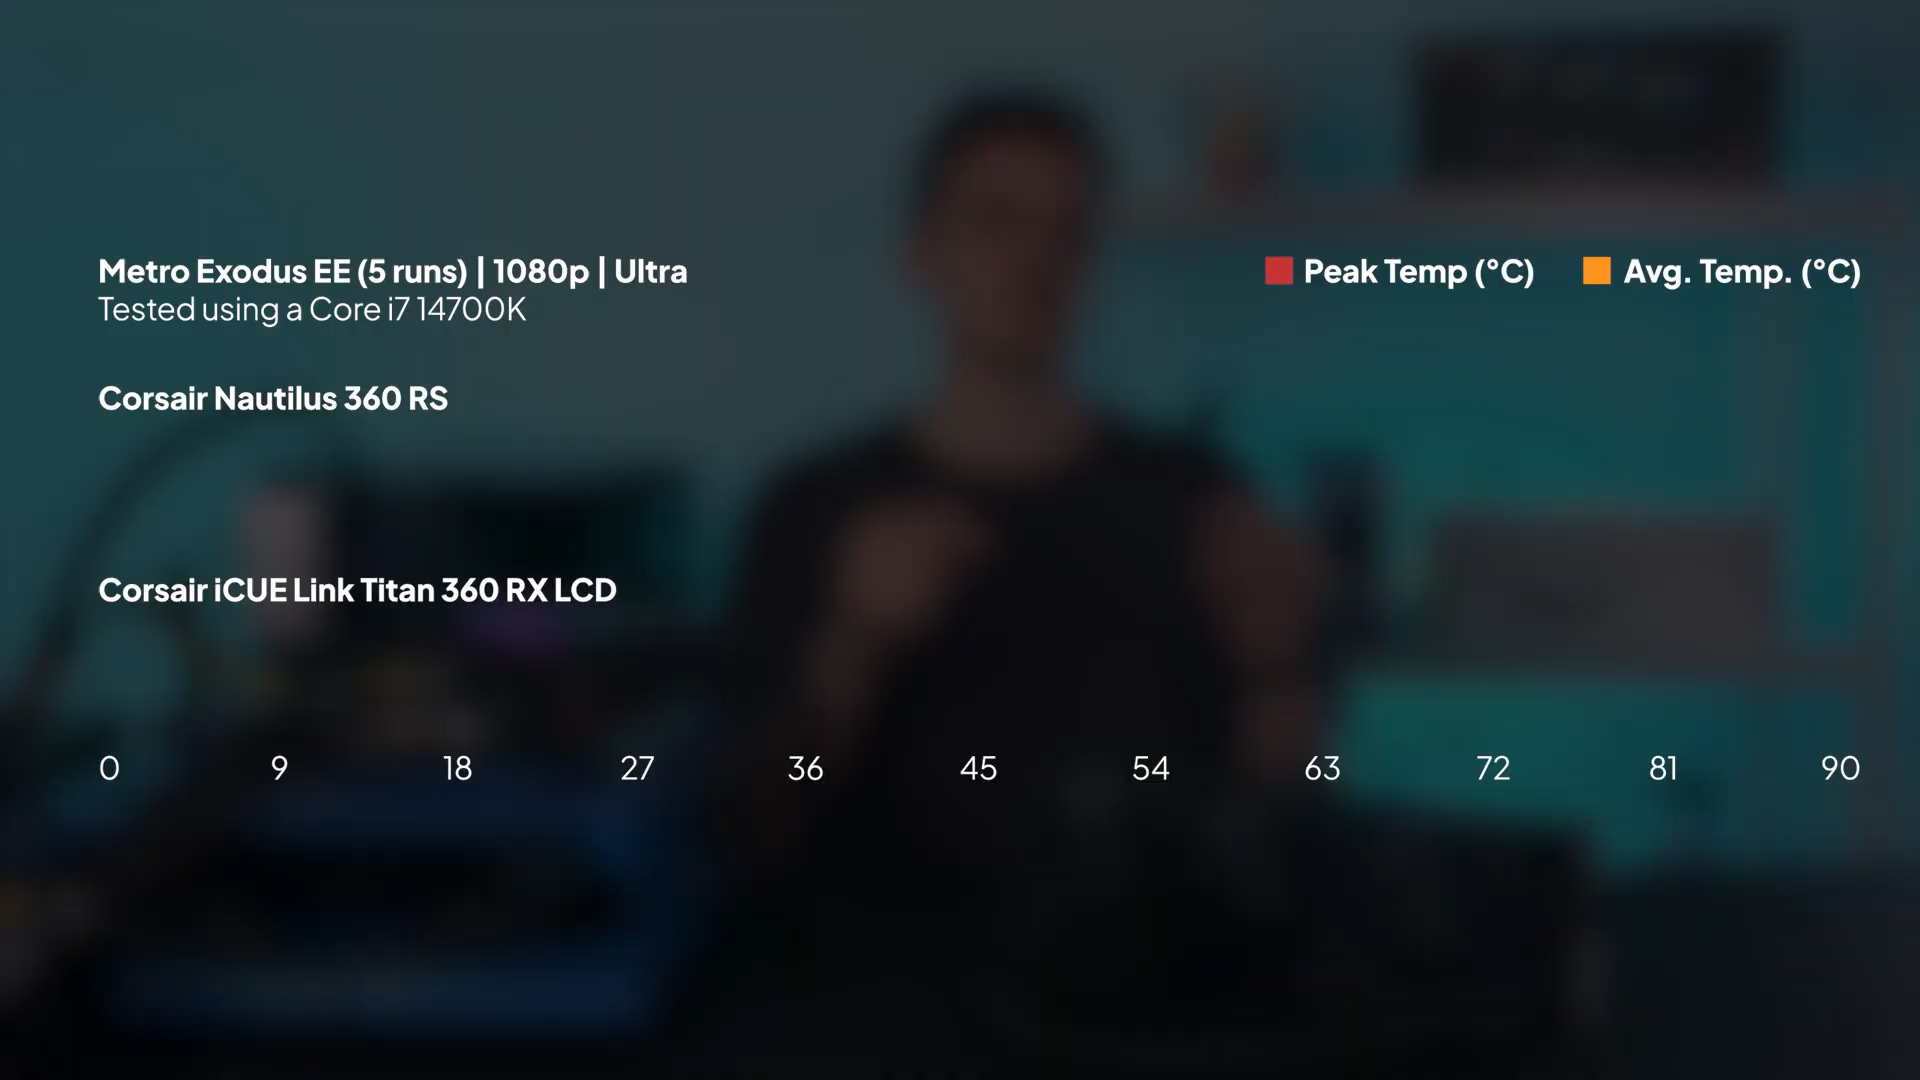 Metro Exodus EE (5 runs) | 1080p | Ultra
Tested using a Core i7 14700K
Peak Temp (°C)
Avg. Temp. (°C)
Corsair Nautilus 360 RS
Corsair iCUE Link Titan 360 RX LCD
0 9 18 27 36 45 54 63 72 81 90